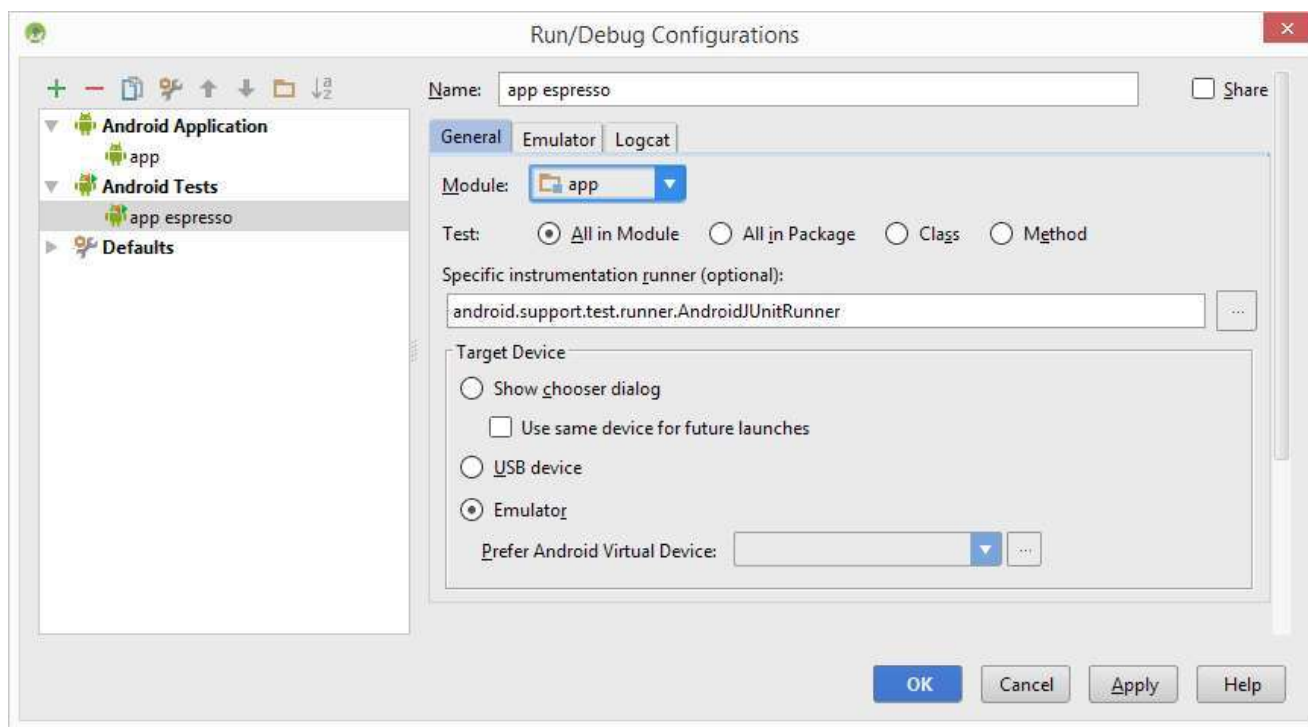 Run/Debug Configurations
Name: app espresso Share
Android Application
app
Android Tests
app espresso
Defaults
General Emulator Logcat
Module: app
Test: All in Module All in Package Class Method
Specific instrumentation runner (optional):
android.support.test.runner.AndroidJUnitRunner ...
Target Device
Show chooser dialog
Use same device for future launches
USB device
Emulator
Prefer Android Virtual Device: ...
OK Cancel Apply Help